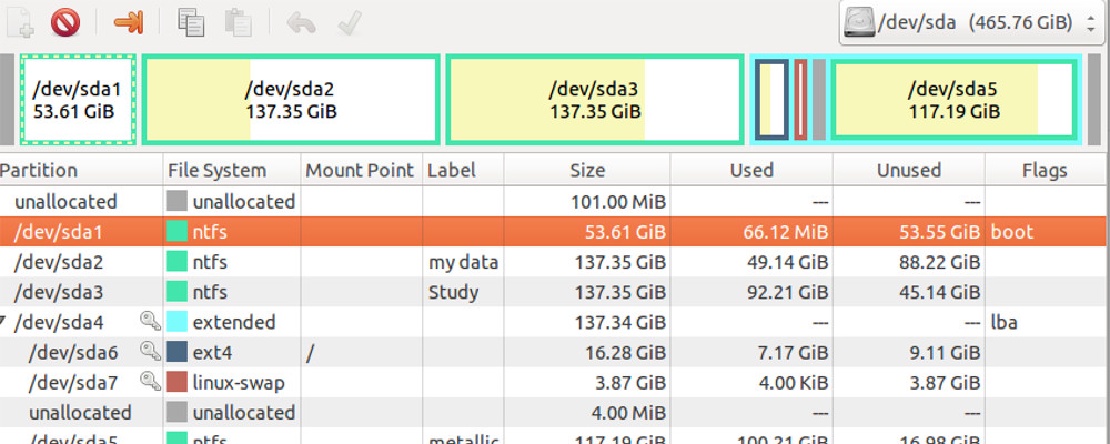 /dev/sda (465.76 GiB)
/dev/sda1 /dev/sda2 /dev/sda3 /dev/sda5
53.61 GiB 137.35 GiB 137.35 GiB 117.19 GiB
Partition File System Mount Point Label Size Used Unused Flags
unallocated unallocated 101.00 MiB --- ---
/dev/sda1 ntfs 53.61 GiB 66.12 MiB 53.55 GiB boot
/dev/sda2 ntfs my data 137.35 GiB 49.14 GiB 88.22 GiB
/dev/sda3 ntfs Study 137.35 GiB 92.21 GiB 45.14 GiB
/dev/sda4 extended 137.34 GiB --- --- lba
/dev/sda6 ext4 / 16.28 GiB 7.17 GiB 9.11 GiB
/dev/sda7 linux-swap 3.87 GiB 4.00 KiB 3.87 GiB
unallocated unallocated 4.00 MiB --- ---
/dev/sda5 ntfs metallic 117.19 GiB 100.21 GiB 16.98 GiB